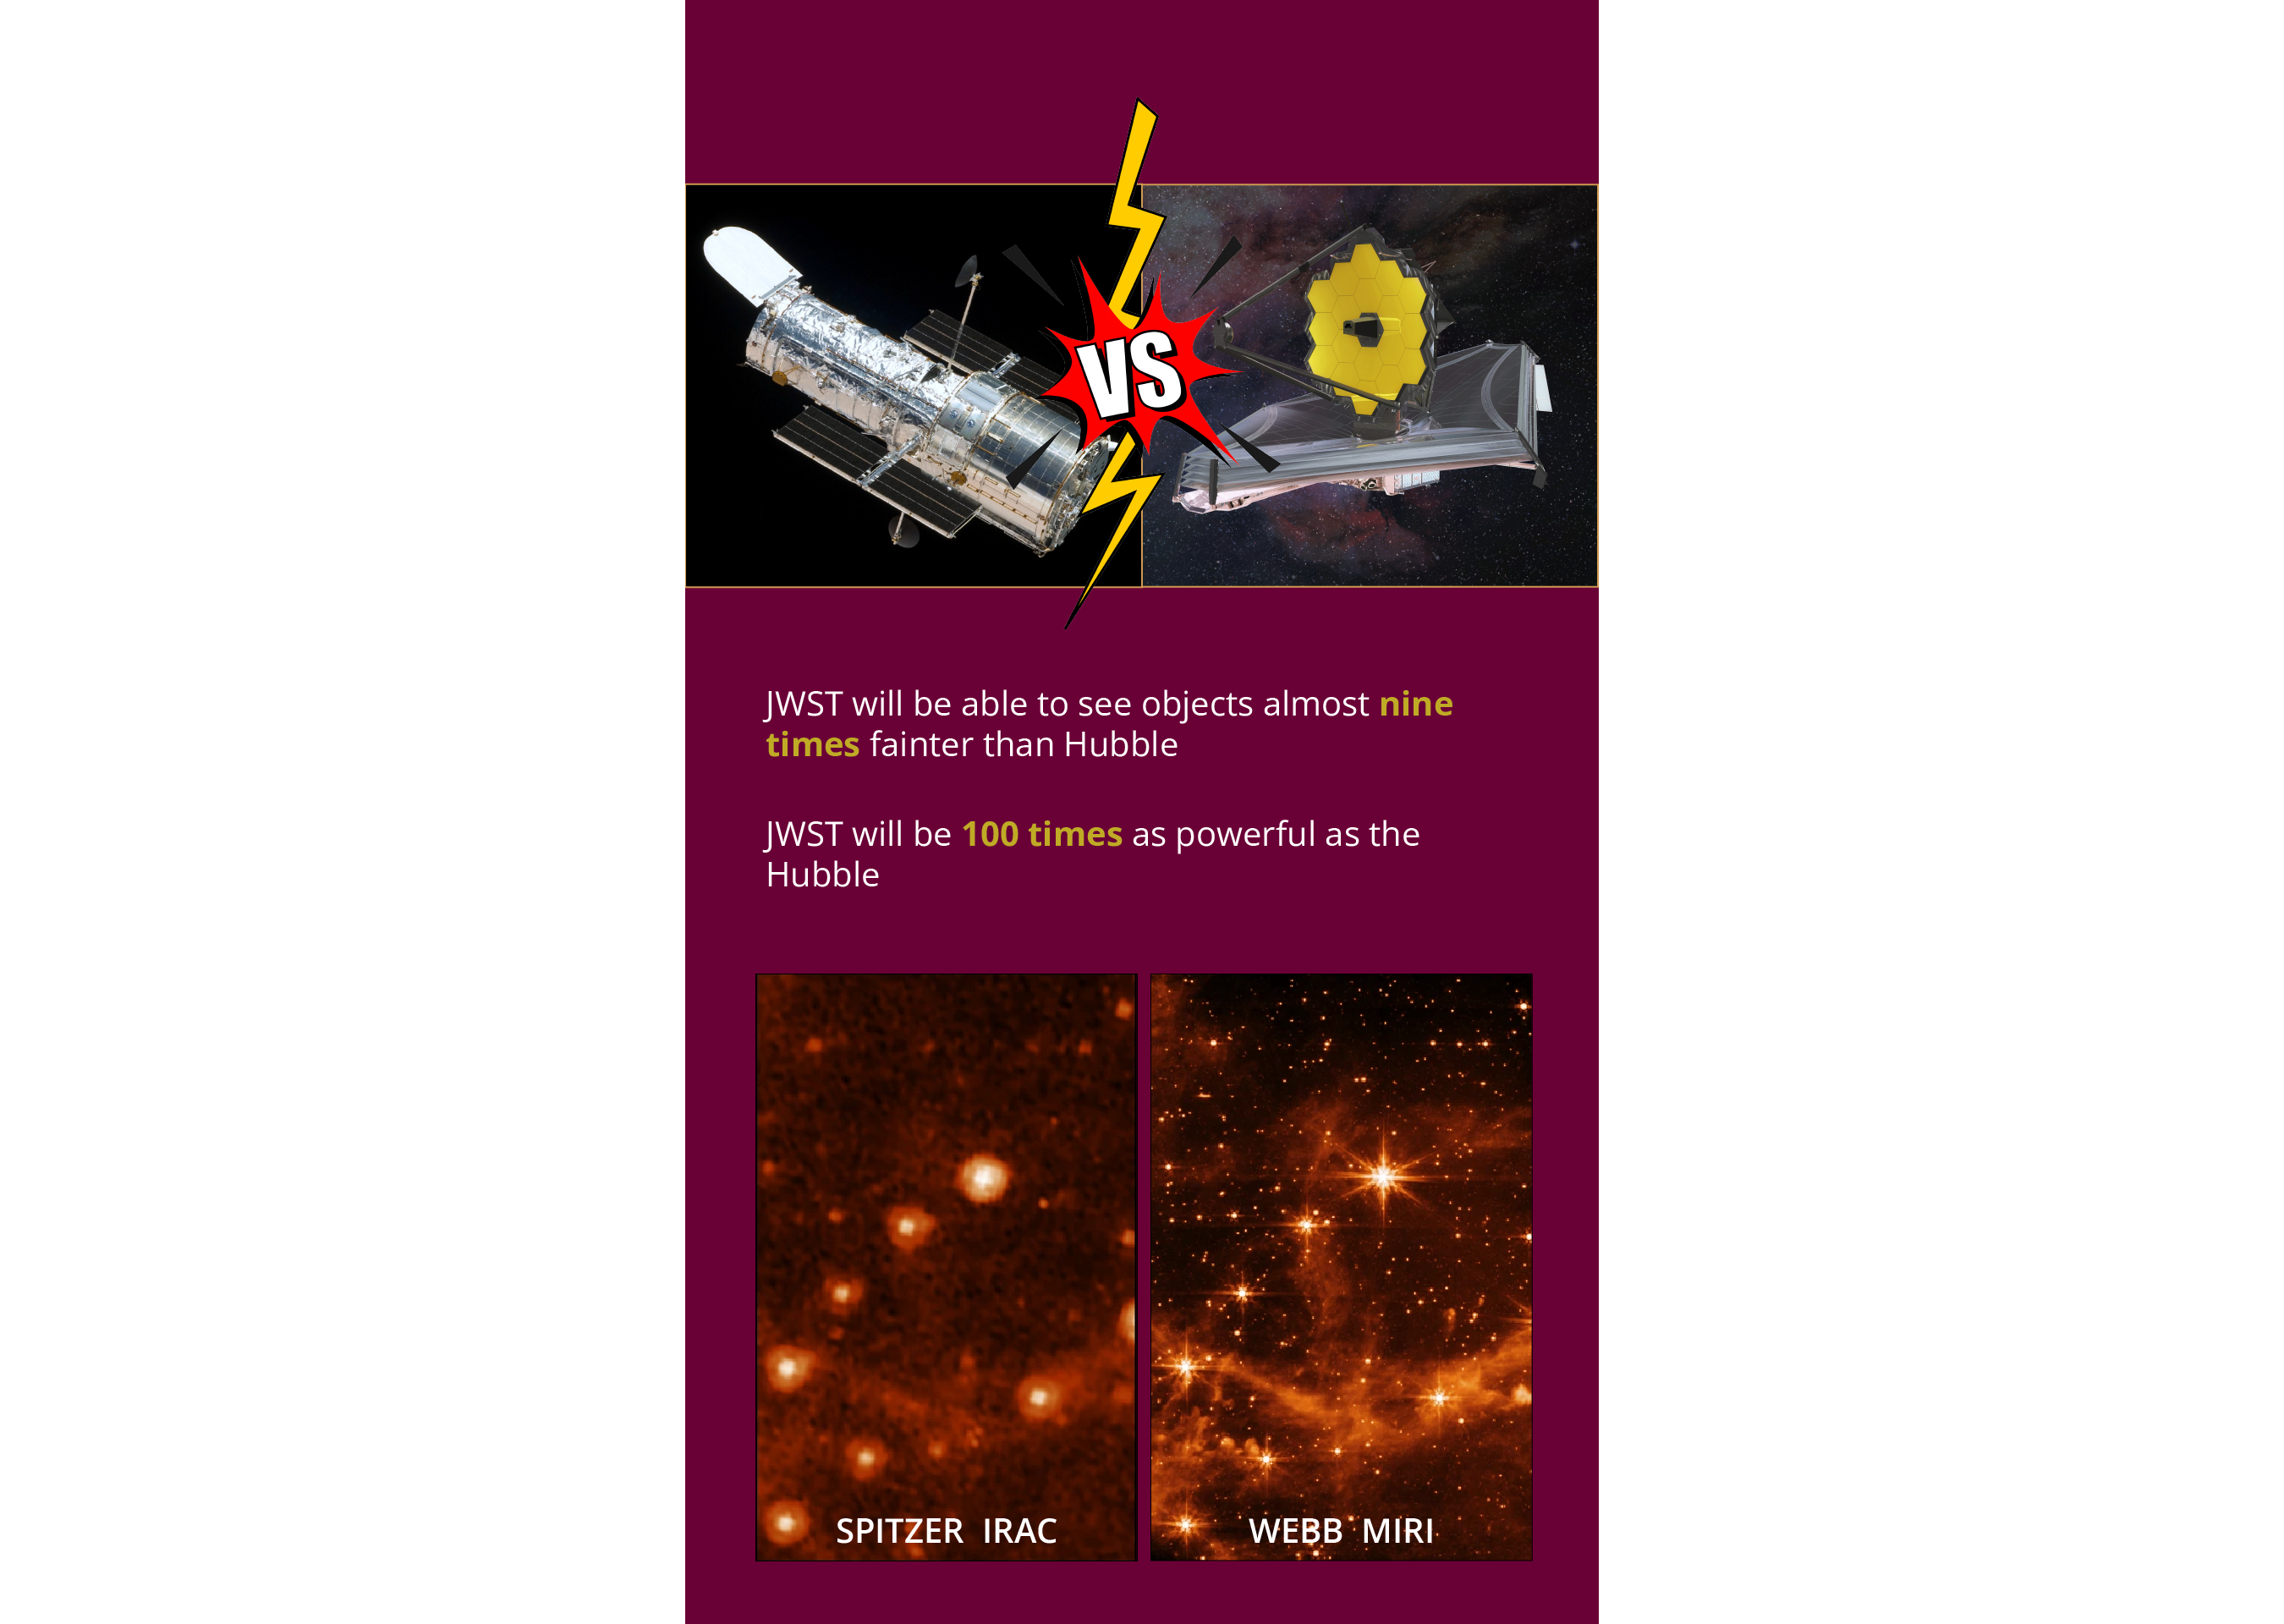 VS
JWST will be able to see objects almost nine
times fainter than Hubble
JWST will be 100 times as powerful as the
Hubble
SPITZER IRAC
WEBB MIRI